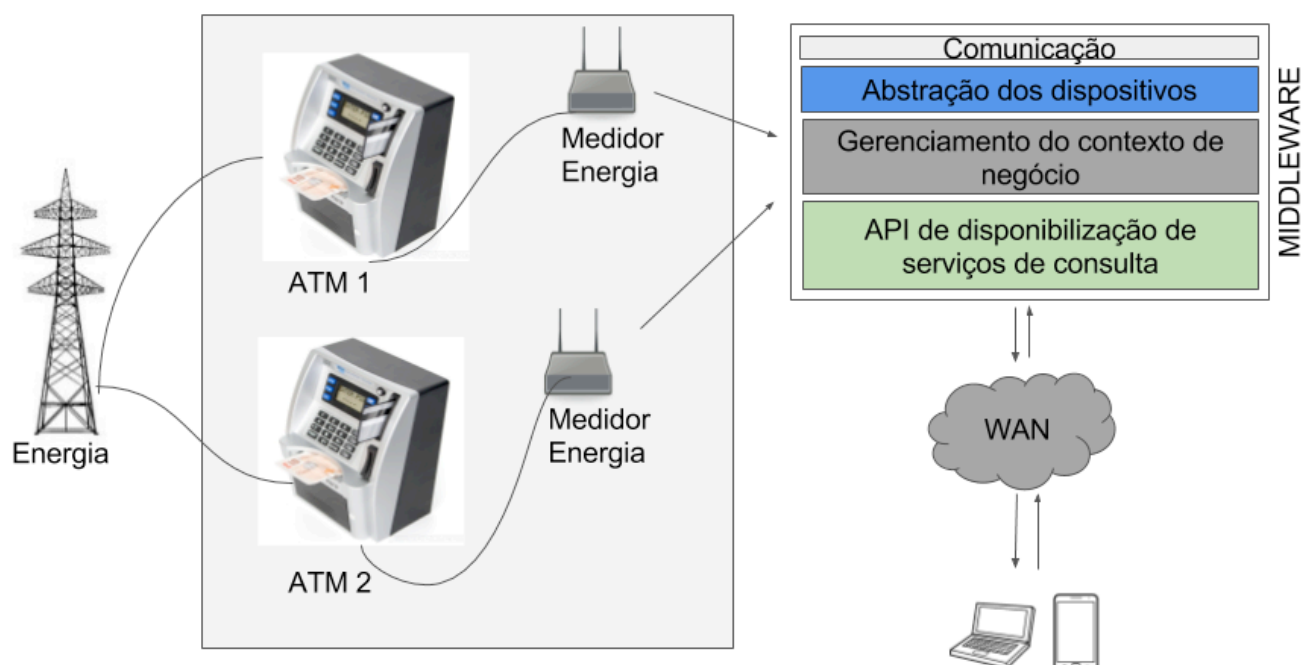 Energia
ATM 1
Medidor
Energia
ATM 2
Medidor
Energia
Comunicação
Abstração dos dispositivos
Gerenciamento do contexto de
negócio
API de disponibilização de
serviços de consulta
MIDDLEWARE
WAN